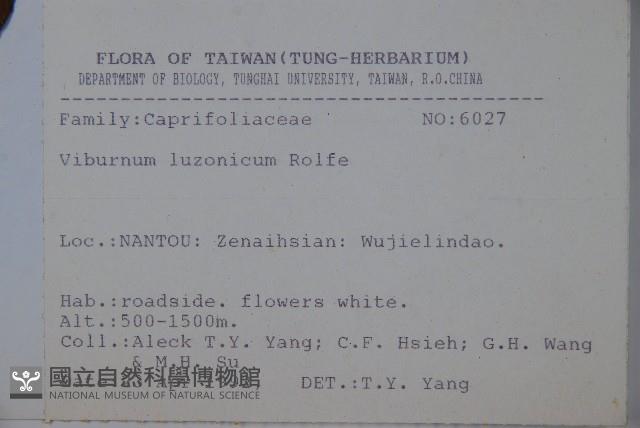 FLORA OF TAIWAN(TUNG-HERBARIUM)
DEPARTMENT OF BIOLOGY, TUNGHAI UNIVERSITY, TAIWAN, R.O.CHINA
Family:Caprifoliaceae NO:6027
Viburnum luzonicum Rolfe
Loc.:NANTOU: Zenaihsian: Wujielindao.
Hab.:roadside. flowers white.
Alt.:500-1500m.
Coll.:Aleck T.Y. Yang; C.F. Hsieh; G.H. Wang
& M.H. Su
DET.:T.Y. Yang
國立自然科學博物館
NATIONAL MUSEUM OF NATURAL SCIENCE